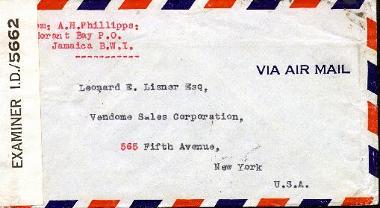 EXAMINER I.D./5662
om; A.H.Phillipps:
orant Bay P.O.
Jamaica B.W.I.
VIA AIR MAIL
Leonard E. Lisner Esq,
Vendome Sales Corporation,
565 Fifth Avenue,
New York
U.S.A.